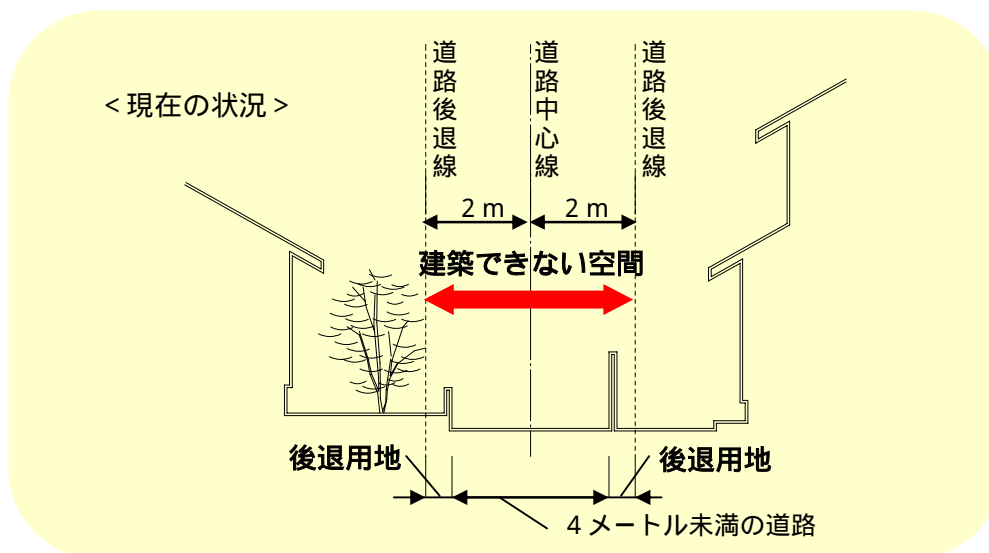 ＜現在の状況＞
道路後退線
道路中心線
道路後退線
2 m
2 m
建築できない空間
後退用地
後退用地
4メートル未満の道路